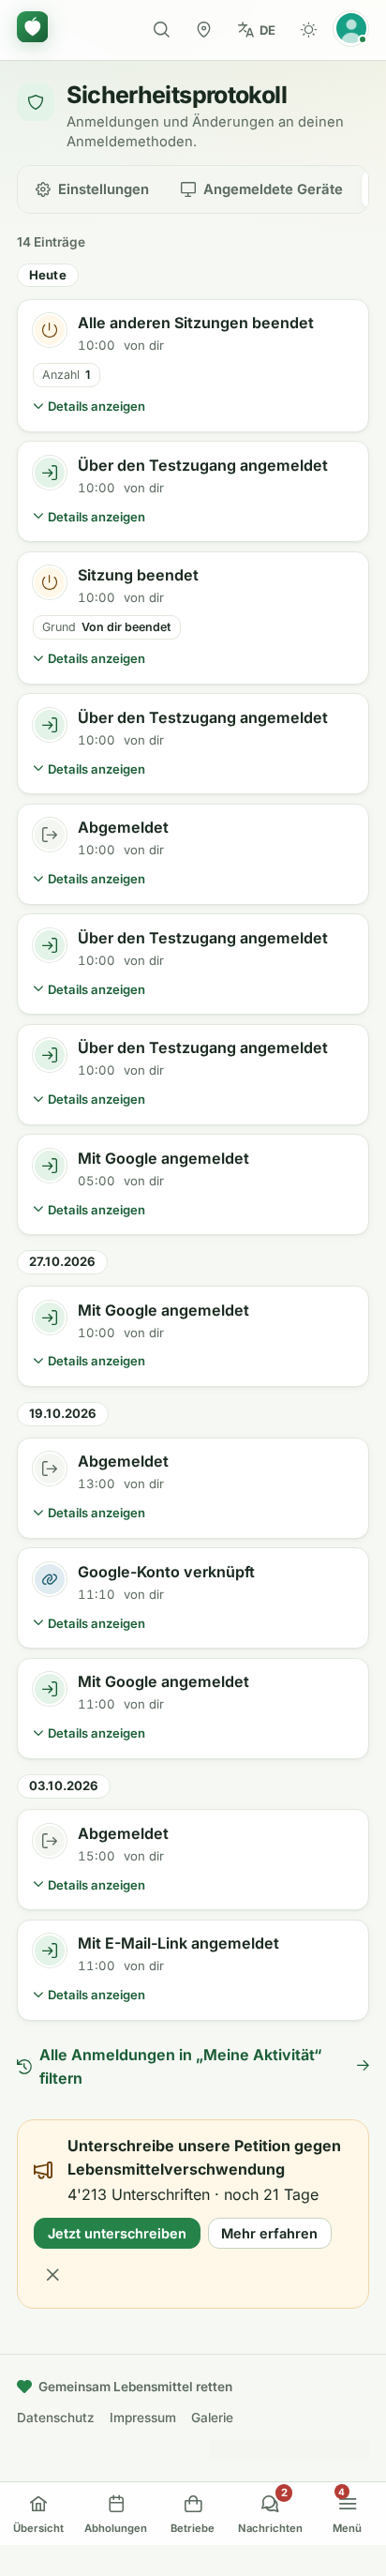 DE
Sicherheitsprotokoll
Anmeldungen und Änderungen an deinen
Anmeldemethoden.
Einstellungen
Angemeldete Geräte
14 Einträge
Heute
Alle anderen Sitzungen beendet
10:00 von dir
Anzahl 1
Details anzeigen
Über den Testzugang angemeldet
10:00 von dir
Details anzeigen
Sitzung beendet
10:00 von dir
Grund Von dir beendet
Details anzeigen
Über den Testzugang angemeldet
10:00 von dir
Details anzeigen
Abgemeldet
10:00 von dir
Details anzeigen
Über den Testzugang angemeldet
10:00 von dir
Details anzeigen
Über den Testzugang angemeldet
10:00 von dir
Details anzeigen
Mit Google angemeldet
05:00 von dir
Details anzeigen
27.10.2026
Mit Google angemeldet
10:00 von dir
Details anzeigen
19.10.2026
Abgemeldet
13:00 von dir
Details anzeigen
Google-Konto verknüpft
11:10 von dir
Details anzeigen
Mit Google angemeldet
11:00 von dir
Details anzeigen
03.10.2026
Abgemeldet
15:00 von dir
Details anzeigen
Mit E-Mail-Link angemeldet
11:00 von dir
Details anzeigen
Alle Anmeldungen in „Meine Aktivität“
filtern
Unterschreibe unsere Petition gegen
Lebensmittelverschwendung
4'213 Unterschriften · noch 21 Tage
Jetzt unterschreiben
Mehr erfahren
Gemeinsam Lebensmittel retten
Datenschutz Impressum Galerie
2
4
Übersicht Abholungen Betriebe Nachrichten Menü